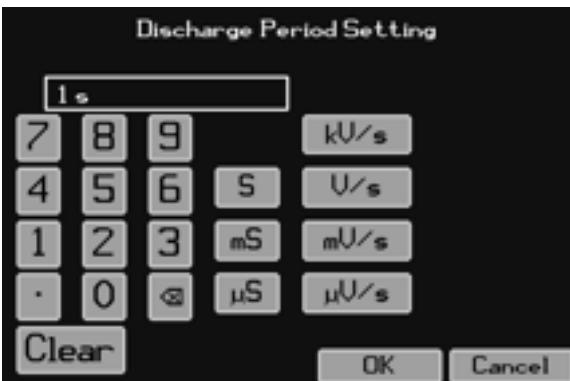 Discharge Period Setting
1 s
7 8 9 kV/s
4 5 6 S V/s
1 2 3 mS mV/s
. 0 ⌫ μS μV/s
Clear
OK Cancel